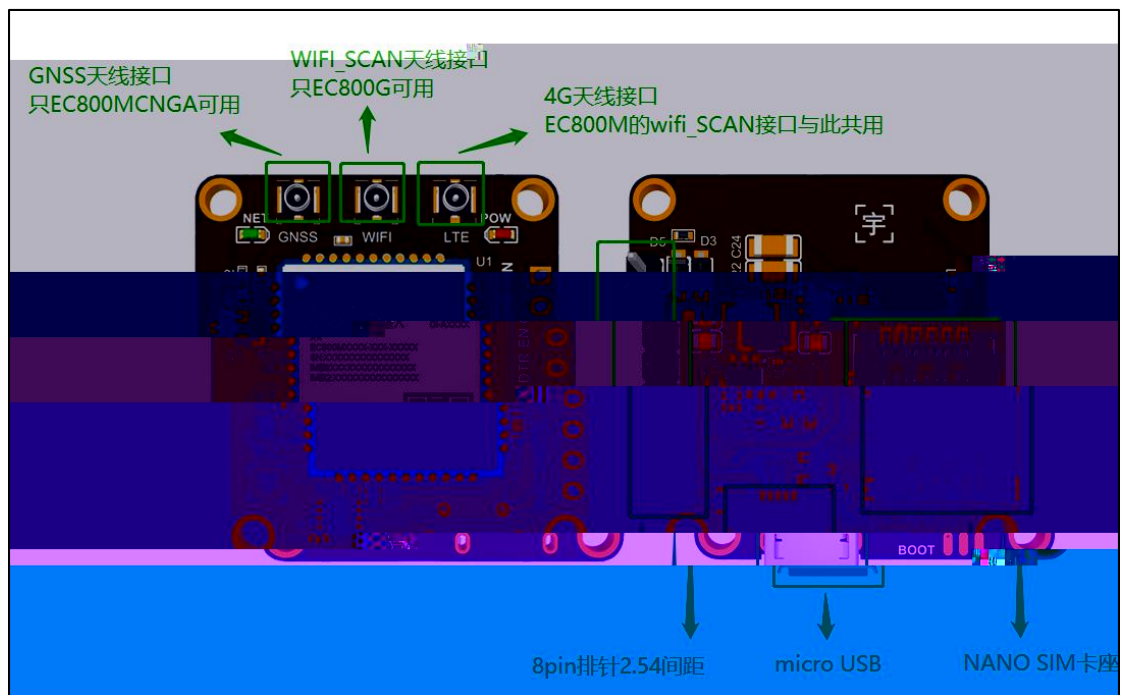 GNSS天线接口
只EC800MCNGA可用
WIFI_SCAN天线接口
只EC800G可用
4G天线接口
EC800M的wifi_SCAN接口与此共用
NET
GNSS
WIFI
LTE
POW
U1
D5
D3
C24
宇
BOOT
8pin排针2.54间距
micro USB
NANO SIM卡座